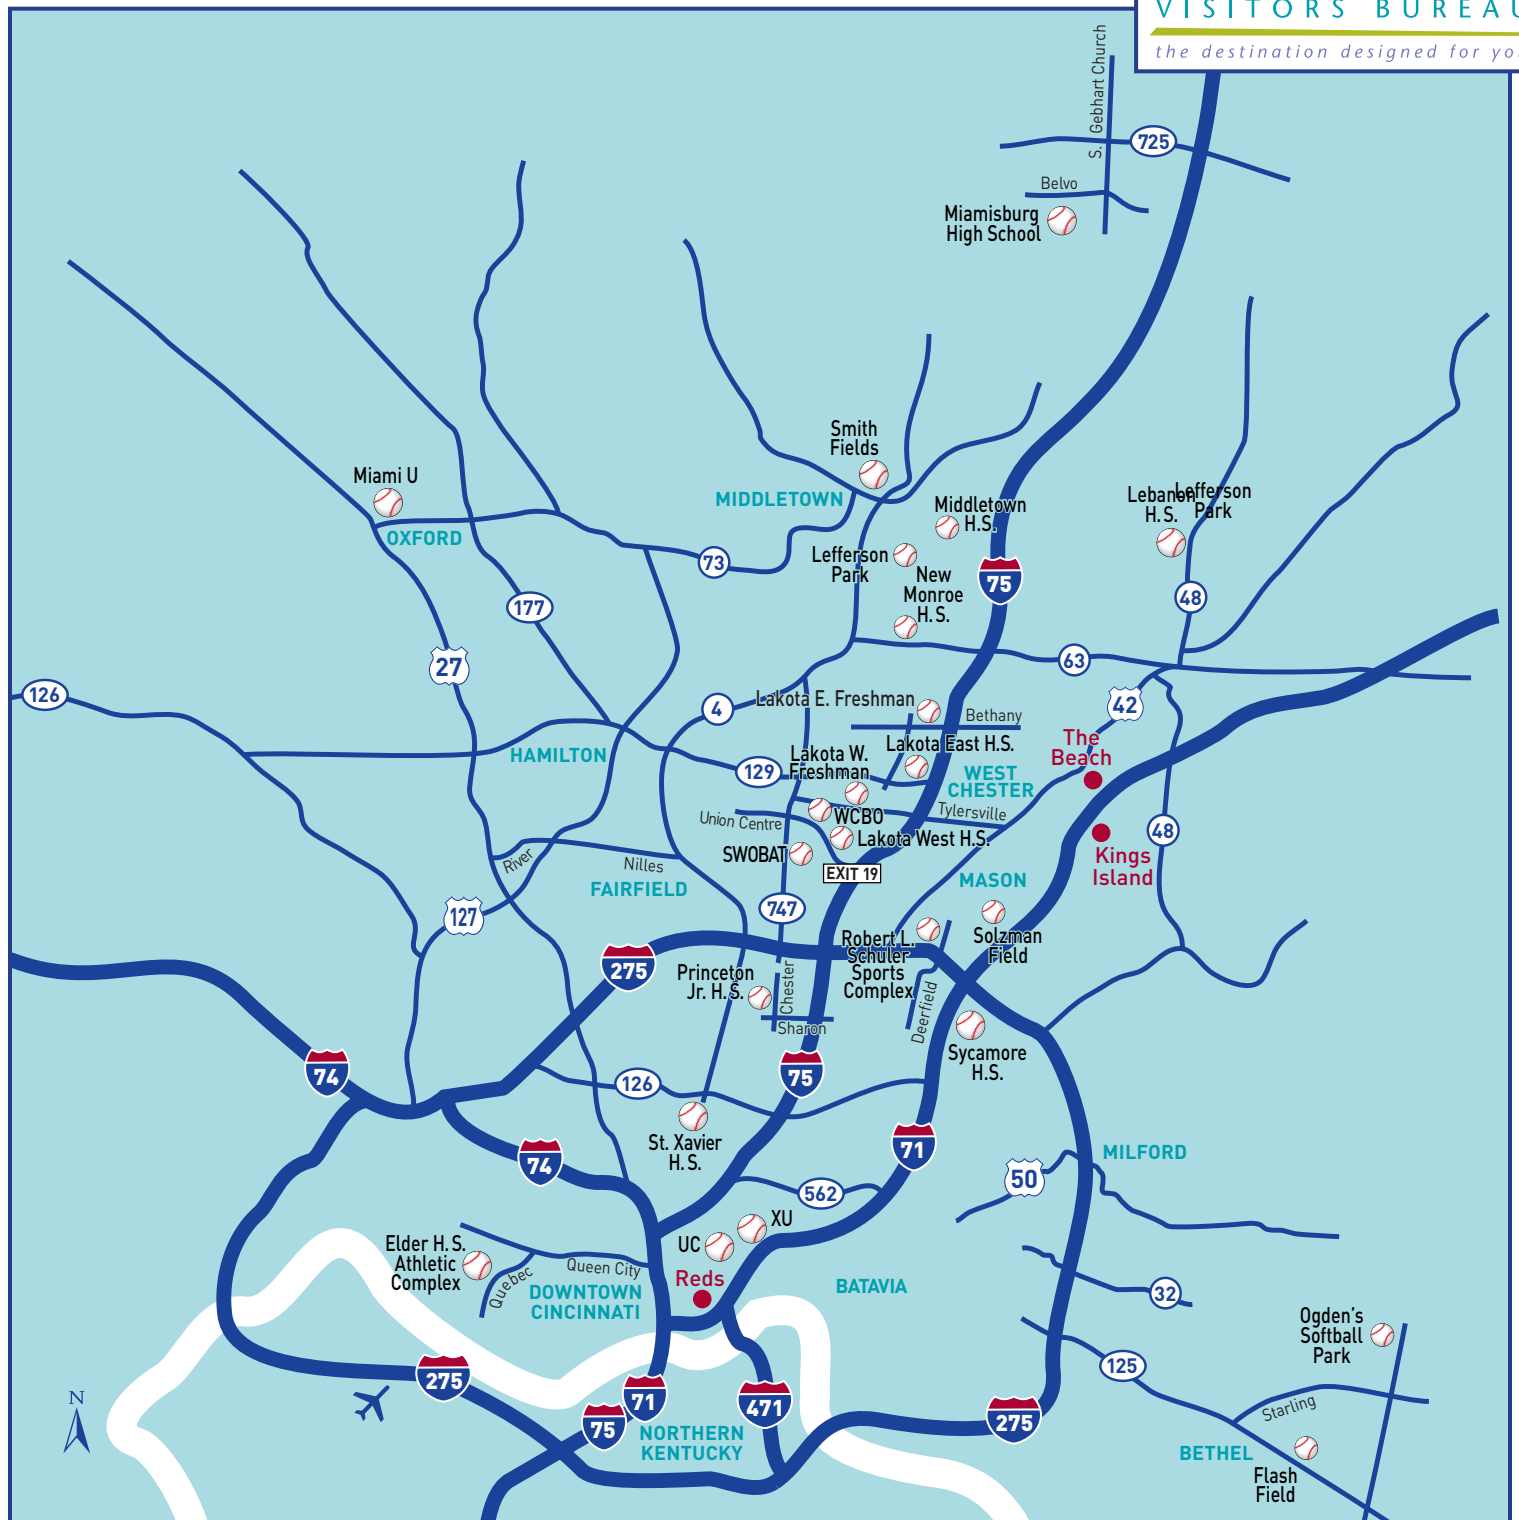 VISITORS BUREAU
the destination designed for you
S. Gebhart Church
725
Belvo
Miamisburg
High School
Smith
Fields
Miami U
MIDDLETOWN
OXFORD
Middletown
H.S.
Lebanon
H.S.
Lefferson
Park
Lefferson
Park
73
75
New
Monroe
H.S.
177
48
27
63
126
4
42
Lakota E. Freshman
Bethany
The
Beach
Lakota East H.S.
HAMILTON
Lakota W.
Freshman
129
WEST
CHESTER
Tylersville
Union Centre
WCBO
48
Lakota West H.S.
River
Nilles
SWOBAT
EXIT 19
Kings
Island
FAIRFIELD
MASON
127
747
Robert L.
Schuler
Sports
Complex
Solzman
Field
275
Princeton
Jr. H.S.
Chester
Deerfield
Sharon
74
75
126
Sycamore
H.S.
St. Xavier
H.S.
71
74
MILFORD
50
562
XU
UC
Elder H.S.
Athletic
Complex
Queen City
Quebec
Reds
DOWNTOWN
CINCINNATI
BATAVIA
32
Ogden's
Softball
Park
125
275
N
71
471
75
275
Starling
NORTHERN
KENTUCKY
BETHEL
Flash
Field